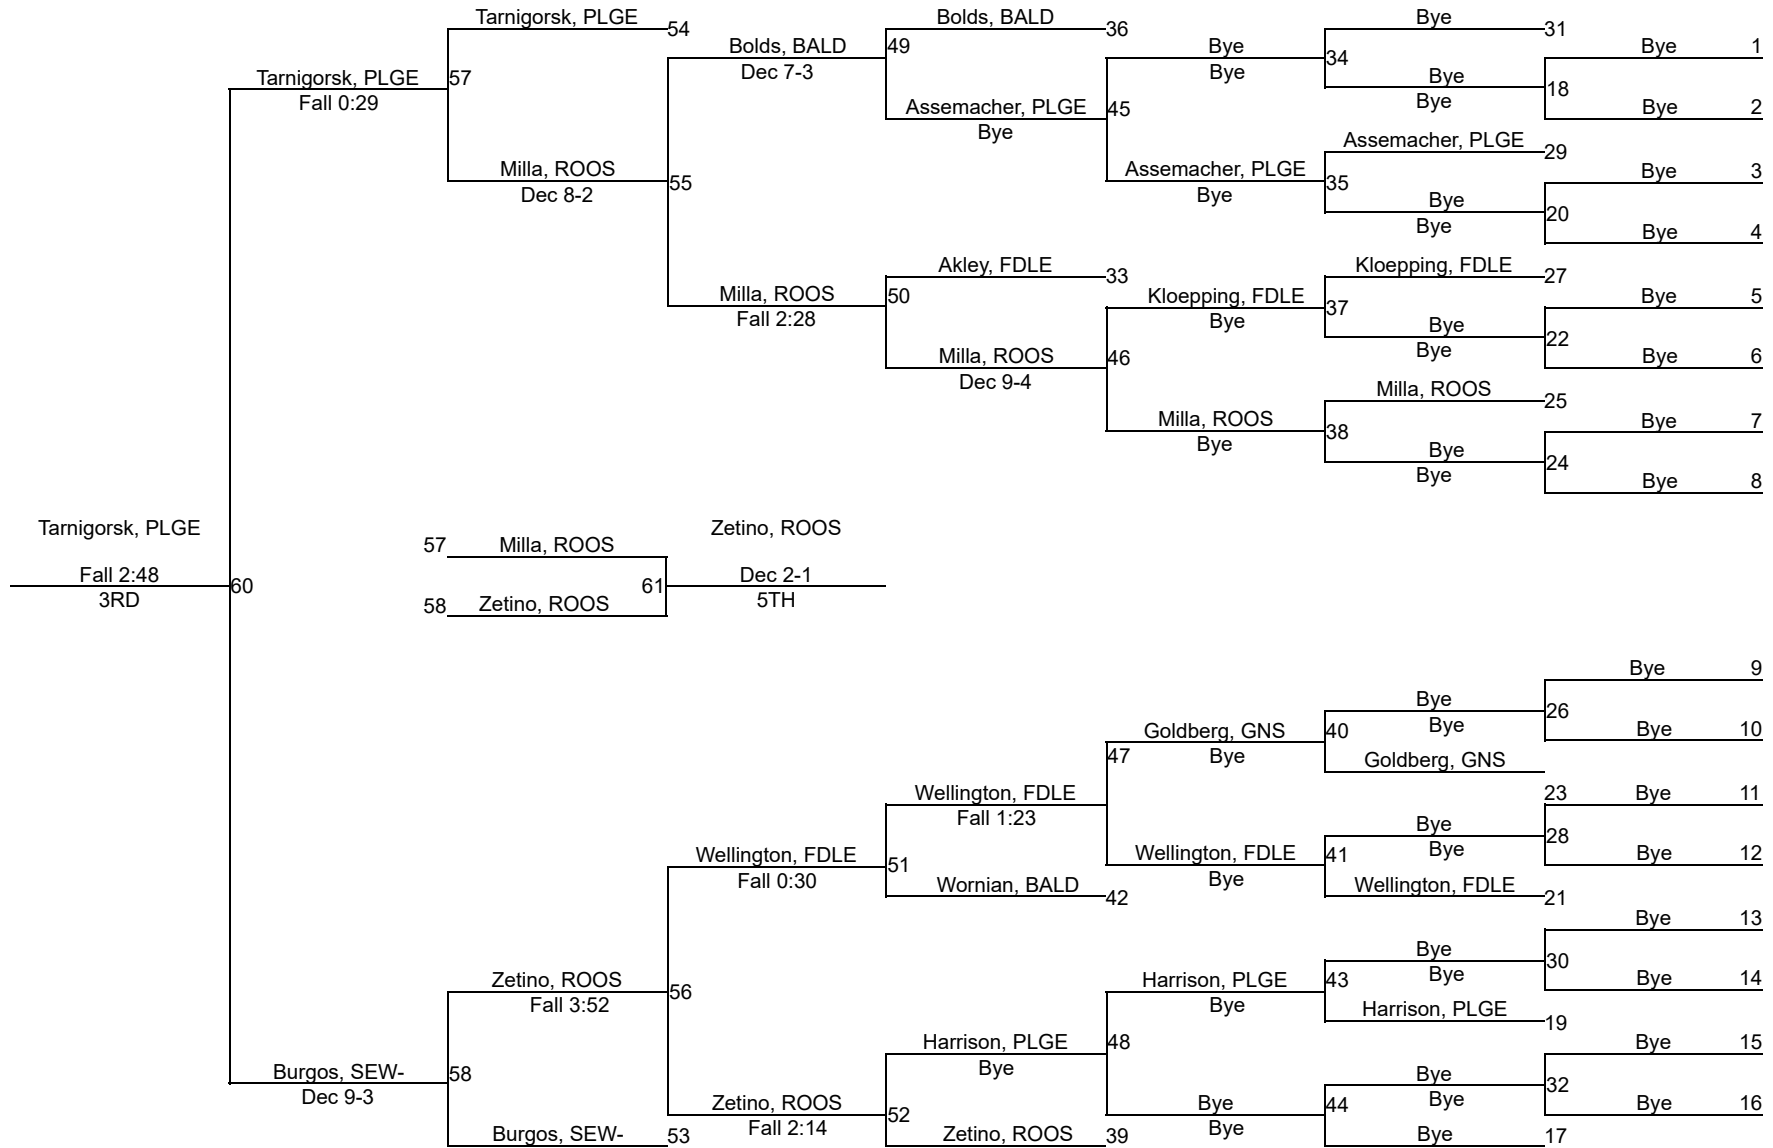 Tarnigorsk, PLGE
54
Bolds, BALD
36
Bye
31
Bolds, BALD
49
Bye
34
Bye
1
Tarnigorsk, PLGE
57
Dec 7-3
Bye
Bye
18
Fall 0:29
Assemacher, PLGE
45
Bye
Bye
2
Bye
Assemacher, PLGE
29
Milla, ROOS
55
Assemacher, PLGE
35
Bye
3
Dec 8-2
Bye
Bye
20
Bye
Bye
4
Akley, FDLE
33
Kloepping, FDLE
27
Milla, ROOS
50
Kloepping, FDLE
37
Bye
5
Fall 2:28
Bye
Bye
22
Milla, ROOS
46
Bye
Bye
6
Dec 9-4
Milla, ROOS
25
Milla, ROOS
38
Bye
7
Bye
Bye
24
Bye
Bye
8
Tarnigorsk, PLGE
Zetino, ROOS
57
Milla, ROOS
Fall 2:48
60
61
Dec 2-1
3RD
58
Zetino, ROOS
5TH
Bye
9
Bye
26
Goldberg, GNS
40
Bye
Bye
10
47
Bye
Goldberg, GNS
Wellington, FDLE
23
Bye
11
Fall 1:23
Bye
28
Wellington, FDLE
51
Wellington, FDLE
41
Bye
Bye
12
Fall 0:30
Wornian, BALD
42
Bye
Wellington, FDLE
21
Bye
13
Bye
30
Zetino, ROOS
56
Harrison, PLGE
43
Bye
Bye
14
Fall 3:52
Bye
Harrison, PLGE
19
Harrison, PLGE
48
Bye
15
Burgos, SEW-
58
Bye
Bye
32
Dec 9-3
Zetino, ROOS
52
Bye
44
Bye
Bye
16
Fall 2:14
Bye
Burgos, SEW-
53
Zetino, ROOS
39
Bye
17